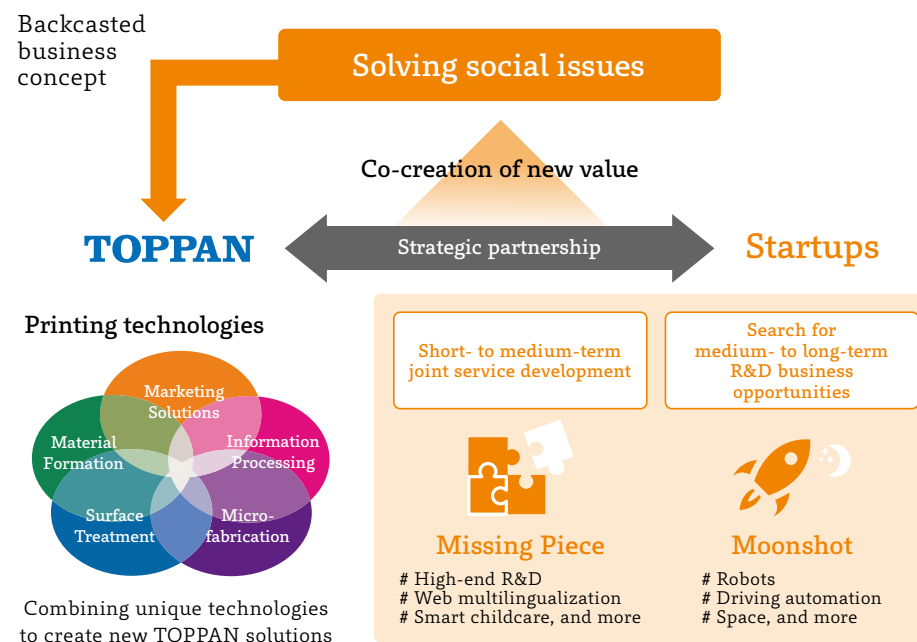 Backcasted
business
concept
Solving social issues
Co-creation of new value
TOPPAN
Strategic partnership
Startups
Printing technologies
Marketing
Solutions
Material
Formation
Information
Processing
Surface
Treatment
Micro-
fabrication
Combining unique technologies
to create new TOPPAN solutions
Short- to medium-term
joint service development
Search for
medium- to long-term
R&D business
opportunities
Missing Piece
# High-end R&D
# Web multilingualization
# Smart childcare, and more
Moonshot
# Robots
# Driving automation
# Space, and more